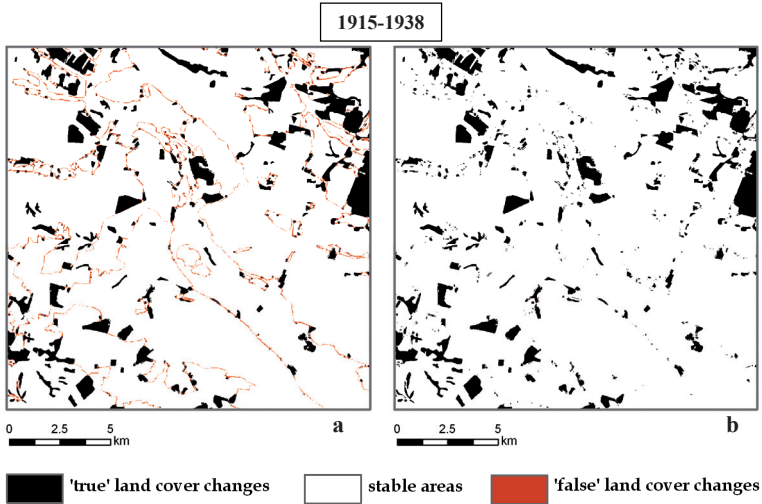 1915-1938
a
b
0 2.5 5
km
0 2.5 5
km
'true' land cover changes
stable areas
'false' land cover changes